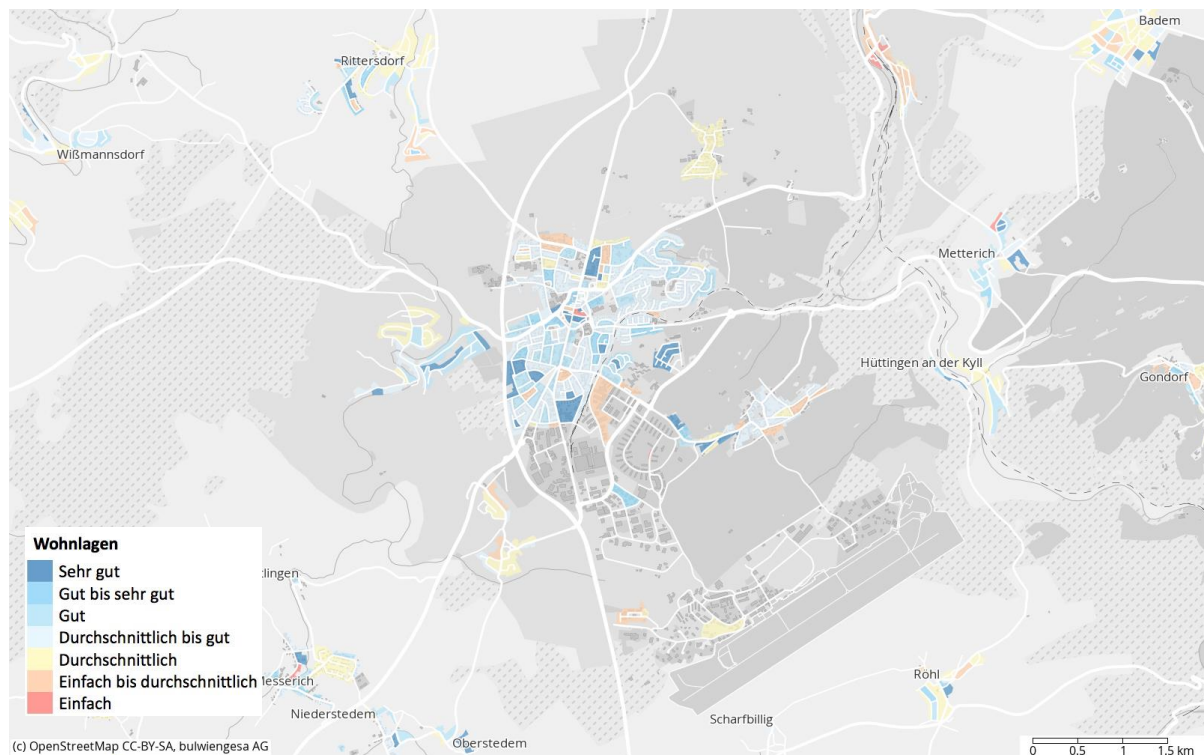 Badem
Rittersdorf
Wißmannsdorf
Metterich
Hüttingen an der Kyll
Gondorf
Wohnlagen
Sehr gut
Gut bis sehr gut
Gut
Durchschnittlich bis gut
Durchschnittlich
Einfach bis durchschnittlich
Einfach
Röhl
Niederstedem
Scharfbillig
Oberstedem
(c) OpenStreetMap CC-BY-SA, bulwiengesa AG
0 0.5 1 1.5 km